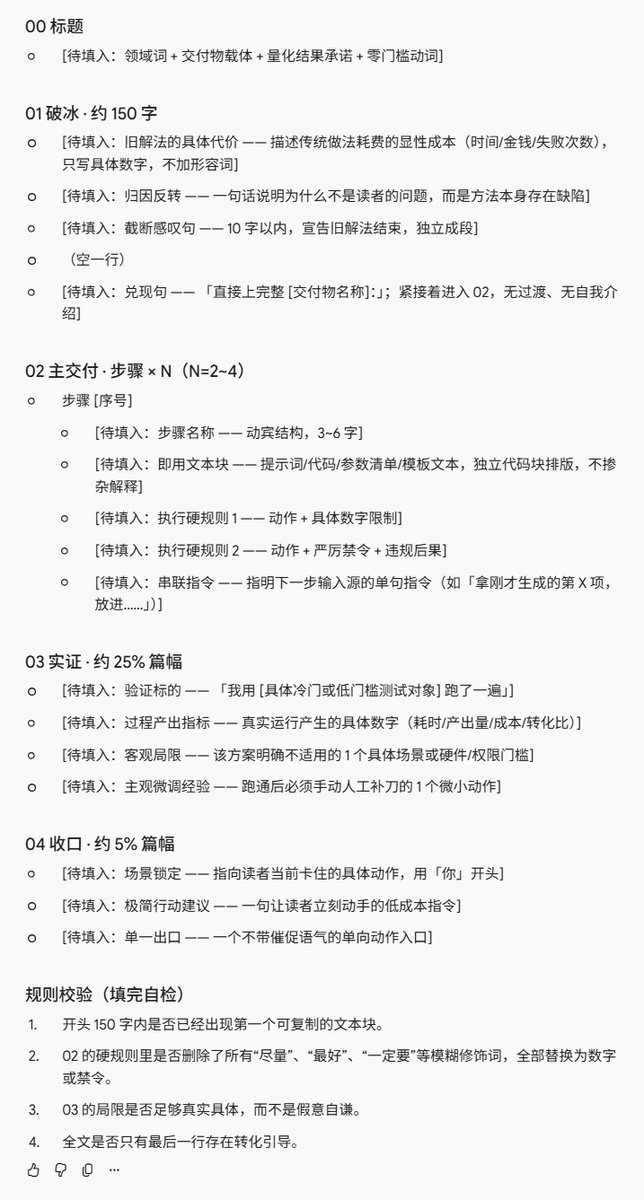 00 标题
[待填入：领域词 + 交付物载体 + 量化结果承诺 + 零门槛动词]
01 破冰 · 约 150 字
[待填入：旧解法的具体代价 —— 描述传统做法耗费的显性成本（时间/金钱/失败次数），
只写具体数字，不加形容词]
[待填入：归因反转 —— 一句话说明为什么不是读者的问题，而是方法本身存在缺陷]
[待填入：截断感叹句 —— 10 字以内，宣告旧解法结束，独立成段]
（空一行）
[待填入：兑现句 —— 「直接上完整 [交付物名称]：」；紧接着进入 02，无过渡、无自我介
绍]
02 主交付 · 步骤 × N（N=2~4）
步骤 [序号]
[待填入：步骤名称 —— 动宾结构，3~6 字]
[待填入：即用文本块 —— 提示词/代码/参数清单/模板文本，独立代码块排版，不掺
杂解释]
[待填入：执行硬规则 1 —— 动作 + 具体数字限制]
[待填入：执行硬规则 2 —— 动作 + 严厉禁令 + 违规后果]
[待填入：串联指令 —— 指明下一步输入源的单句指令（如「拿刚才生成的第 X 项，
放进……」）]
03 实证 · 约 25% 篇幅
[待填入：验证标的 —— 「我用 [具体冷门或低门槛测试对象] 跑了一遍」]
[待填入：过程产出指标 —— 真实运行产生的具体数字（耗时/产出量/成本/转化比）]
[待填入：客观局限 —— 该方案明确不适用的 1 个具体场景或硬件/权限门槛]
[待填入：主观微调经验 —— 跑通后必须手动人工补刀的 1 个微小动作]
04 收口 · 约 5% 篇幅
[待填入：场景锁定 —— 指向读者当前卡住的具体动作，用「你」开头]
[待填入：极简行动建议 —— 一句让读者立刻动手的低成本指令]
[待填入：单一出口 —— 一个不带催促语气的单向动作入口]
规则校验（填完自检）
1. 开头 150 字内是否已经出现第一个可复制的文本块。
2. 02 的硬规则里是否删除了所有“尽量”、“最好”、“一定要”等模糊修饰词，全部替换为数字
或禁令。
3. 03 的局限是否足够真实具体，而不是假意自谦。
4. 全文是否只有最后一行存在转化引导。